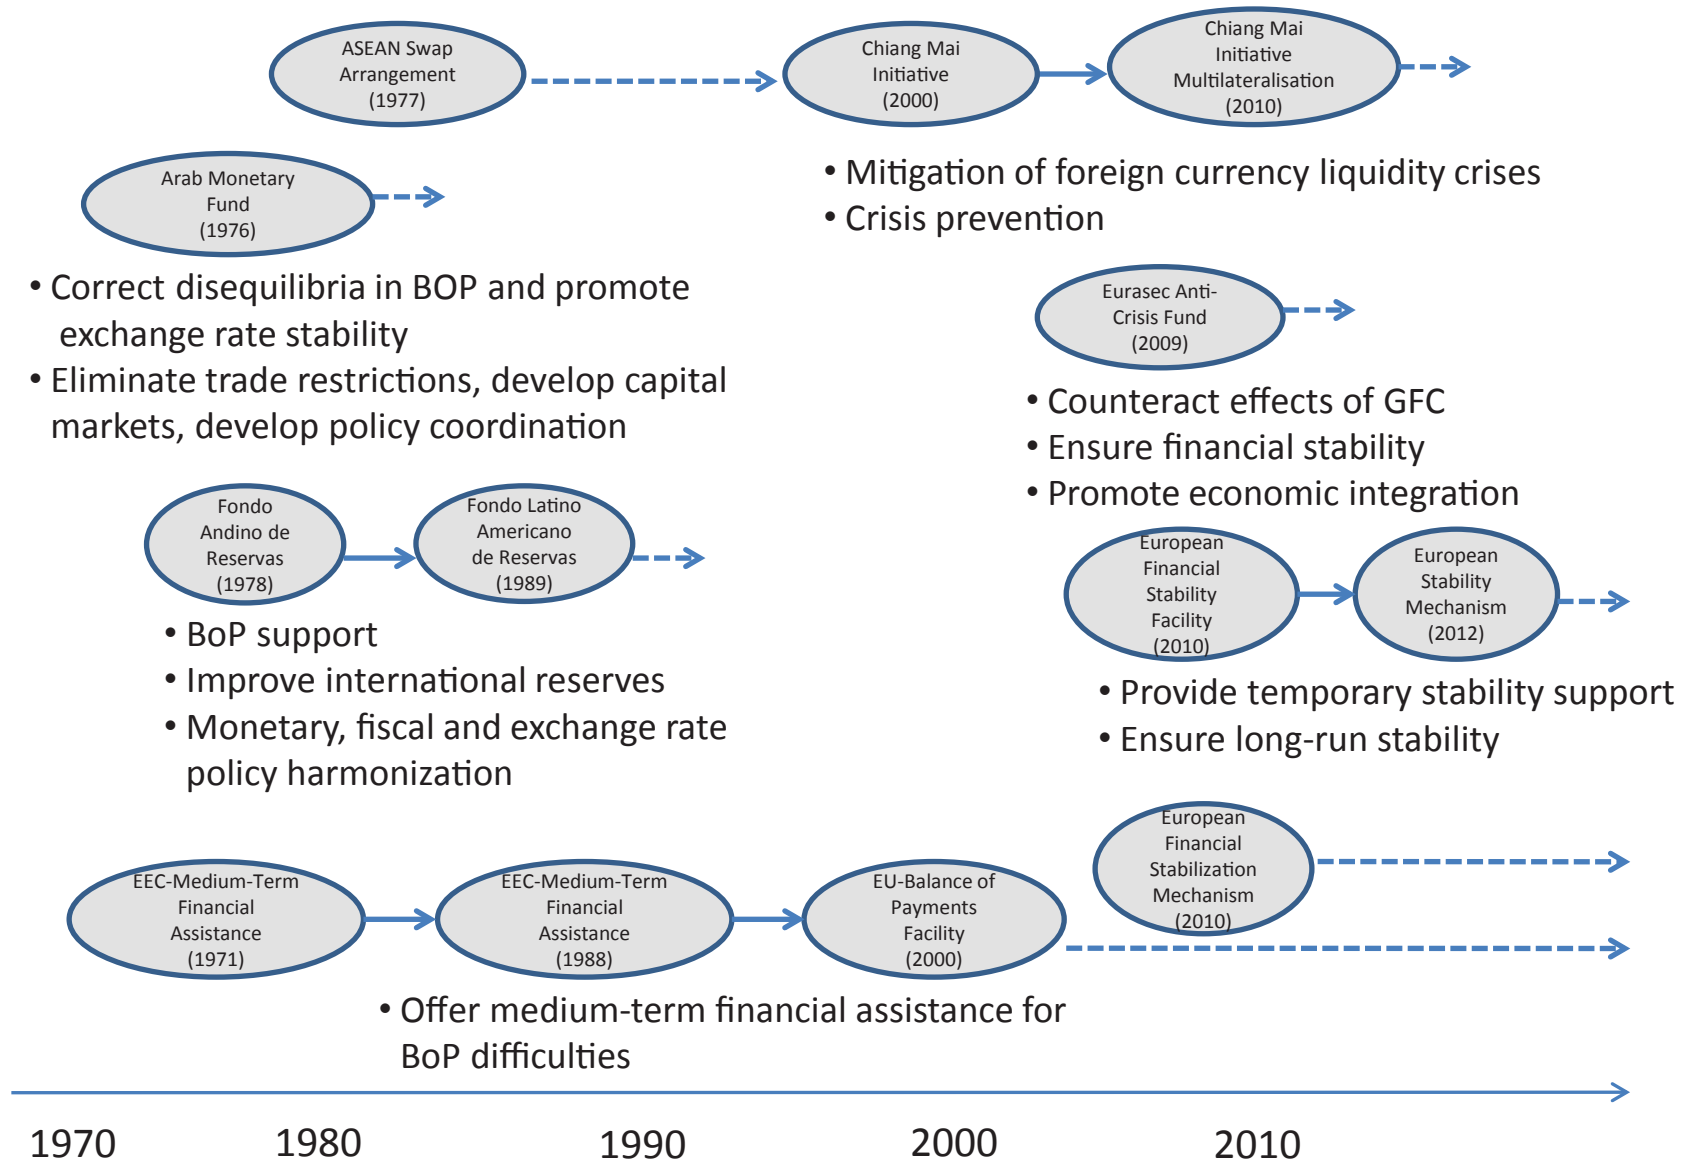 ASEAN Swap
Arrangement
(1977)
Chiang Mai
Initiative
(2000)
Chiang Mai
Initiative
Multilateralisation
(2010)
Arab Monetary
Fund
(1976)
• Mitigation of foreign currency liquidity crises
• Crisis prevention
• Correct disequilibria in BOP and promote
exchange rate stability
• Eliminate trade restrictions, develop capital
markets, develop policy coordination
Eurasec Anti-
Crisis Fund
(2009)
• Counteract effects of GFC
• Ensure financial stability
• Promote economic integration
Fondo
Andino de
Reservas
(1978)
Fondo Latino
Americano
de Reservas
(1989)
• BoP support
• Improve international reserves
• Monetary, fiscal and exchange rate
policy harmonization
European
Financial
Stability
Facility
(2010)
European
Stability
Mechanism
(2012)
• Provide temporary stability support
• Ensure long-run stability
EEC-Medium-Term
Financial
Assistance
(1971)
EEC-Medium-Term
Financial
Assistance
(1988)
EU-Balance of
Payments
Facility
(2000)
European
Financial
Stabilization
Mechanism
(2010)
• Offer medium-term financial assistance for
BoP difficulties
1970
1980
1990
2000
2010